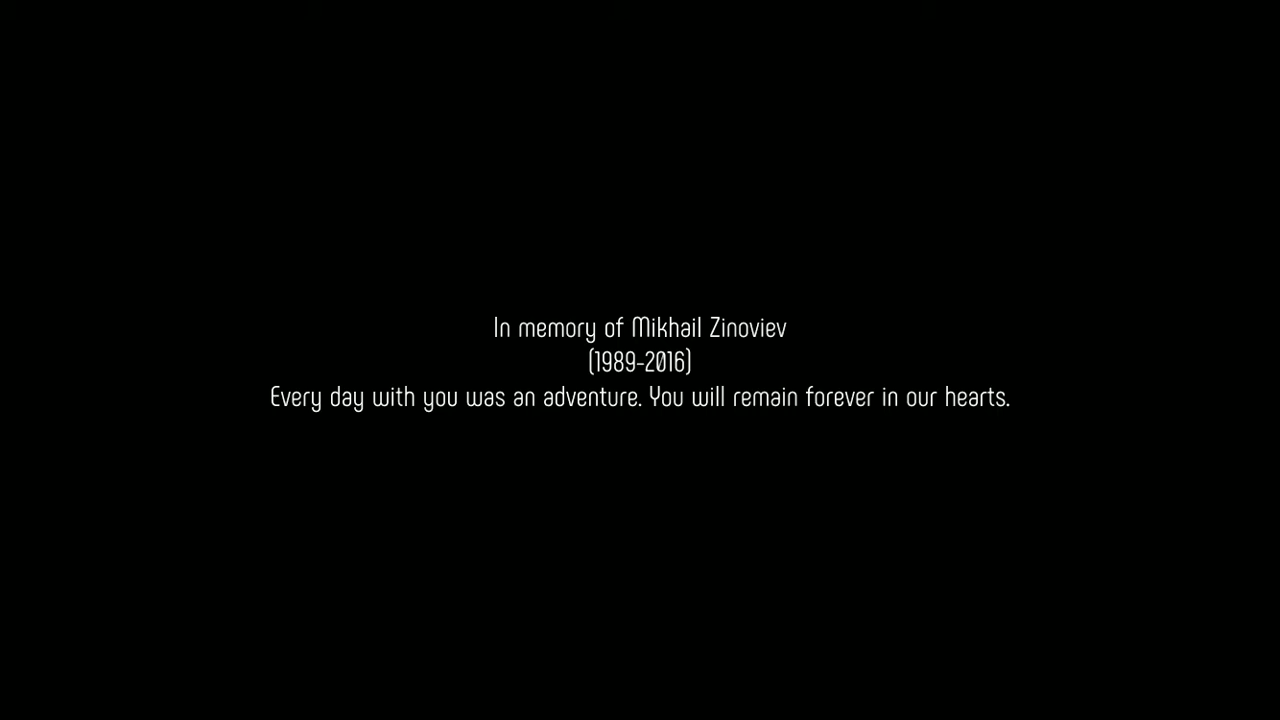 In memory of Mikhail Zinoviev
(1989-2016)
Every day with you was an adventure. You will remain forever in our hearts.